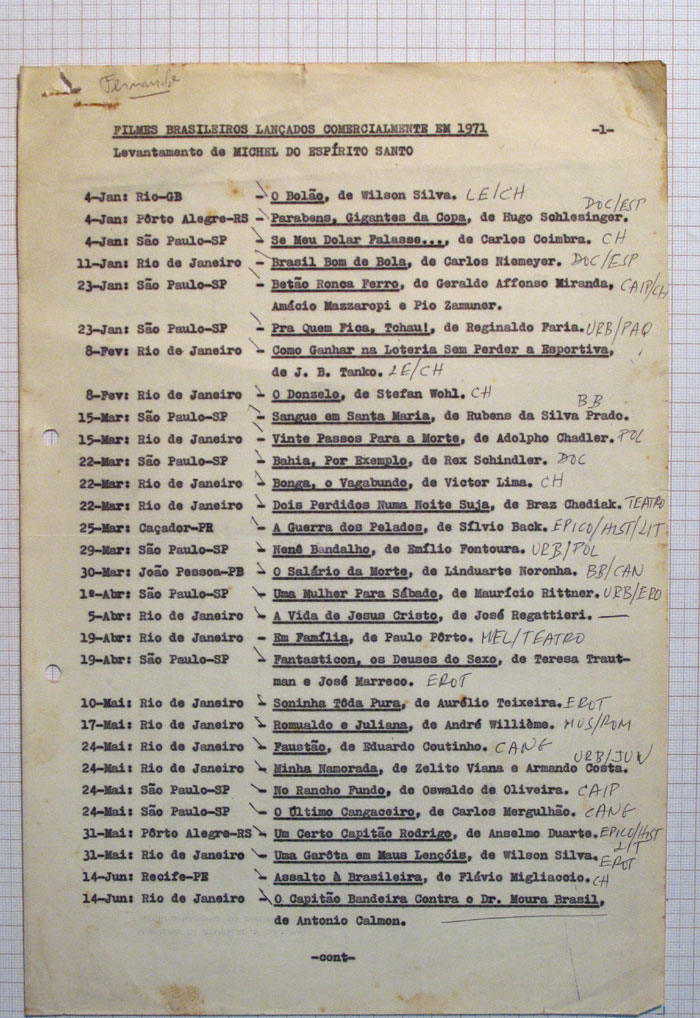 Fernando
FILMES BRASILEIROS LANÇADOS COMERCIALMENTE EM 1971 -1-
Levantamento de MICHEL DO ESPÍRITO SANTO
4-Jan: Rio-GB - O Bolão, de Wilson Silva. LE/CH
DOC/ESP
4-Jan: Pôrto Alegre-RS - Parabens, Gigantes da Copa, de Hugo Schlesinger.
4-Jan: São Paulo-SP - Se Meu Dolar Falasse..., de Carlos Coimbra. CH
11-Jan: Rio de Janeiro - Brasil Bom de Bola, de Carlos Niemeyer. DOC/ESP
23-Jan: São Paulo-SP - Betão Ronca Ferro, de Geraldo Affonso Miranda, CAIP/CH
Amácio Mazzaropi e Pio Zamuner.
23-Jan: São Paulo-SP - Pra Quem Fica, Tchau!, de Reginaldo Faria. URB/PAQ
8-Fev: Rio de Janeiro - Como Ganhar na Loteria Sem Perder a Esportiva,
de J. B. Tanko. LE/CH
8-Fev: Rio de Janeiro - O Donzelo, de Stefan Wohl. CH
BB
15-Mar: São Paulo-SP - Sangue em Santa Maria, de Rubens da Silva Prado.
15-Mar: Rio de Janeiro - Vinte Passos Para a Morte, de Adolpho Chadler. POL
22-Mar: São Paulo-SP - Bahia, Por Exemplo, de Rex Schindler. DOC
22-Mar: Rio de Janeiro - Bonga, o Vagabundo, de Victor Lima. CH
22-Mar: Rio de Janeiro - Dois Perdidos Numa Noite Suja, de Braz Chediak. TEATRO
25-Mar: Caçador-PR - A Guerra dos Pelados, de Sílvio Back. EPICO/HIST/LIT
29-Mar: São Paulo-SP - Nenê Bandalho, de Emílio Fontoura. URB/POL
30-Mar: João Pessoa-PB - O Salário da Morte, de Linduarte Noronha. BB/CAN
1º-Abr: São Paulo-SP - Uma Mulher Para Sábado, de Maurício Rittner. URB/ERO
5-Abr: Rio de Janeiro - A Vida de Jesus Cristo, de José Regattieri. —
19-Abr: Rio de Janeiro - Em Família, de Paulo Pôrto. MEL/TEATRO
19-Abr: São Paulo-SP - Fantasticon, os Deuses do Sexo, de Teresa Traut-
man e José Marreco. EROT
10-Mai: Rio de Janeiro - Soninha Tôda Pura, de Aurélio Teixeira. EROT
17-Mai: Rio de Janeiro - Romualdo e Juliana, de André Willième. MUS/ROM
24-Mai: Rio de Janeiro - Faustão, de Eduardo Coutinho. CANG
URB/JUV
24-Mai: Rio de Janeiro - Minha Namorada, de Zelito Viana e Armando Costa.
24-Mai: São Paulo-SP - No Rancho Fundo, de Oswaldo de Oliveira. CAIP
24-Mai: São Paulo-SP - O Último Cangaceiro, de Carlos Mergulhão. CANG
31-Mai: Pôrto Alegre-RS - Um Certo Capitão Rodrigo, de Anselmo Duarte. EPICO/HIST
LIT
31-Mai: Rio de Janeiro - Uma Garôta em Maus Lençóis, de Wilson Silva. EROT
14-Jun: Recife-PE - Assalto à Brasileira, de Flávio Migliaccio. CH
14-Jun: Rio de Janeiro - O Capitão Bandeira Contra o Dr. Moura Brasil,
de Antonio Calmon.
-cont-